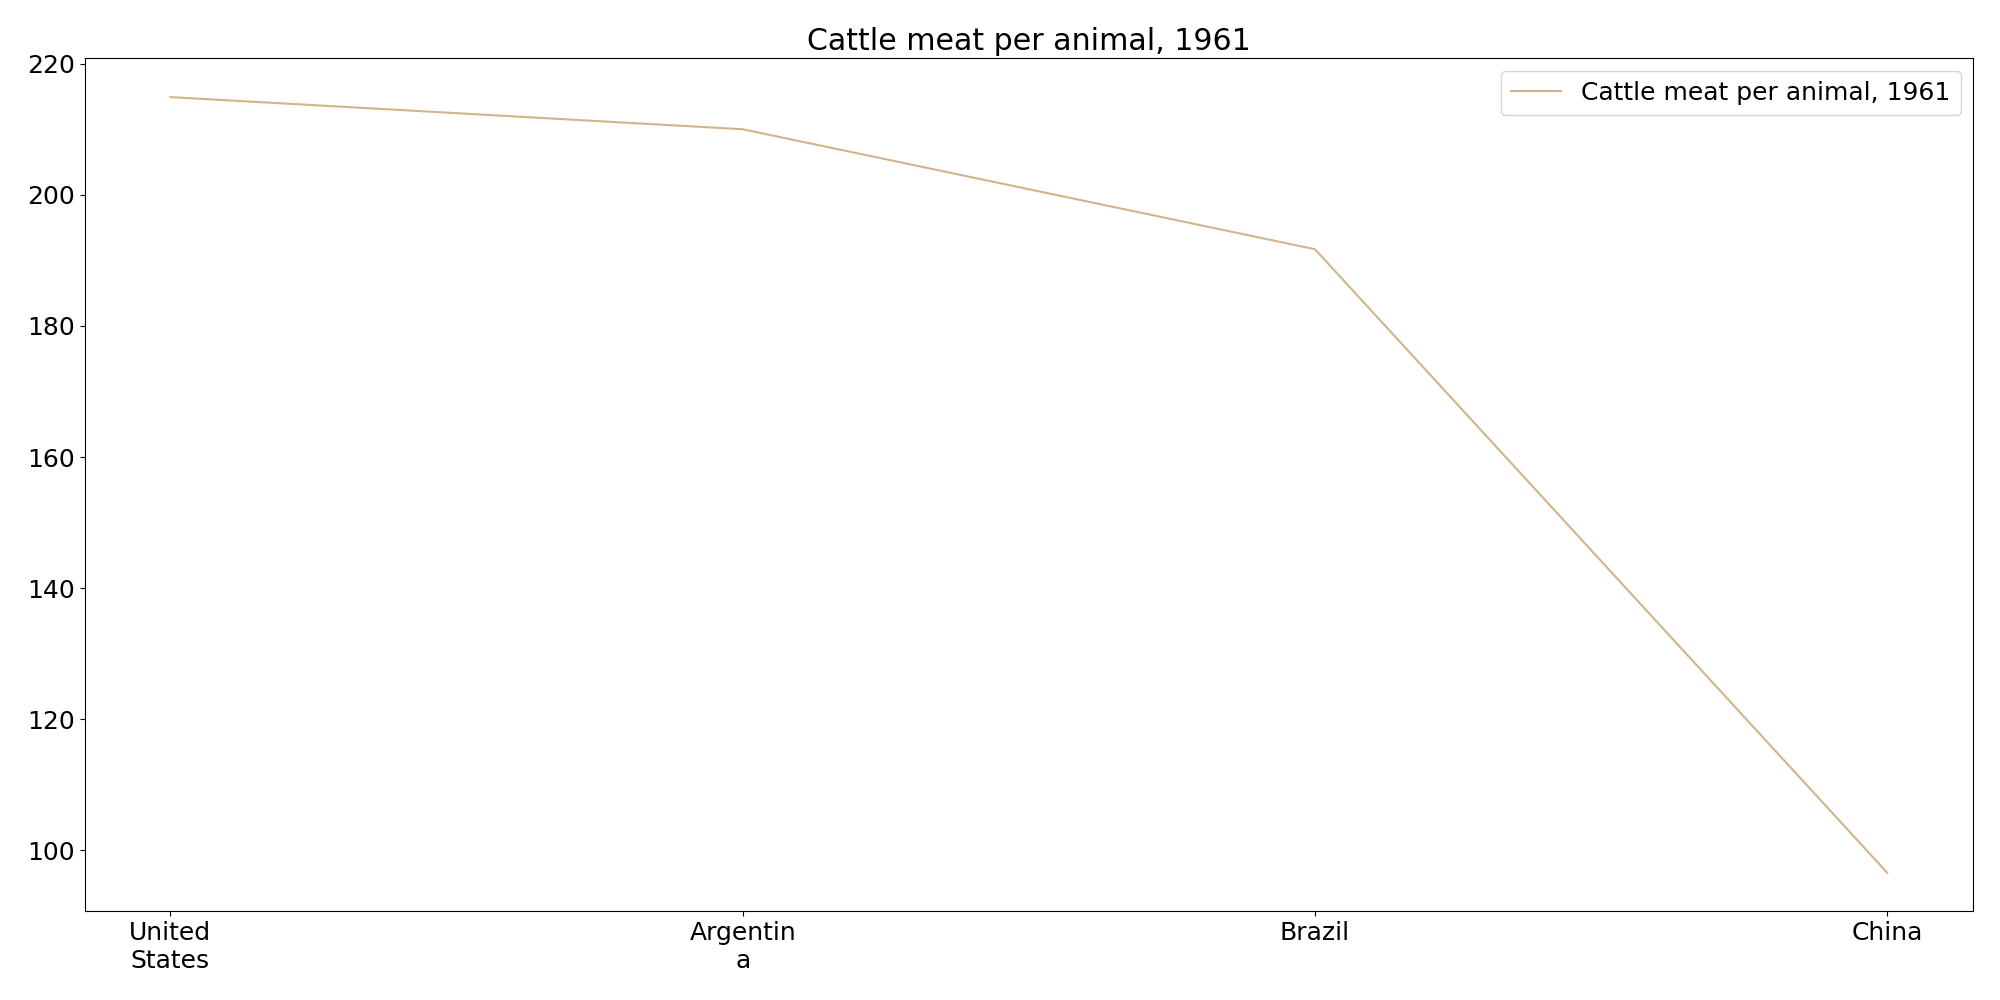 Cattle meat per animal, 1961
Cattle meat per animal, 1961
220
200
180
160
140
120
100
United
States
Argentin
a
Brazil
China